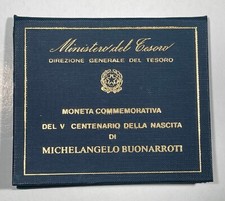 Ministero del Tesoro
DIREZIONE GENERALE DEL TESORO
MONETA COMMEMORATIVA
DEL V CENTENARIO DELLA NASCITA
DI
MICHELANGELO BUONARROTI